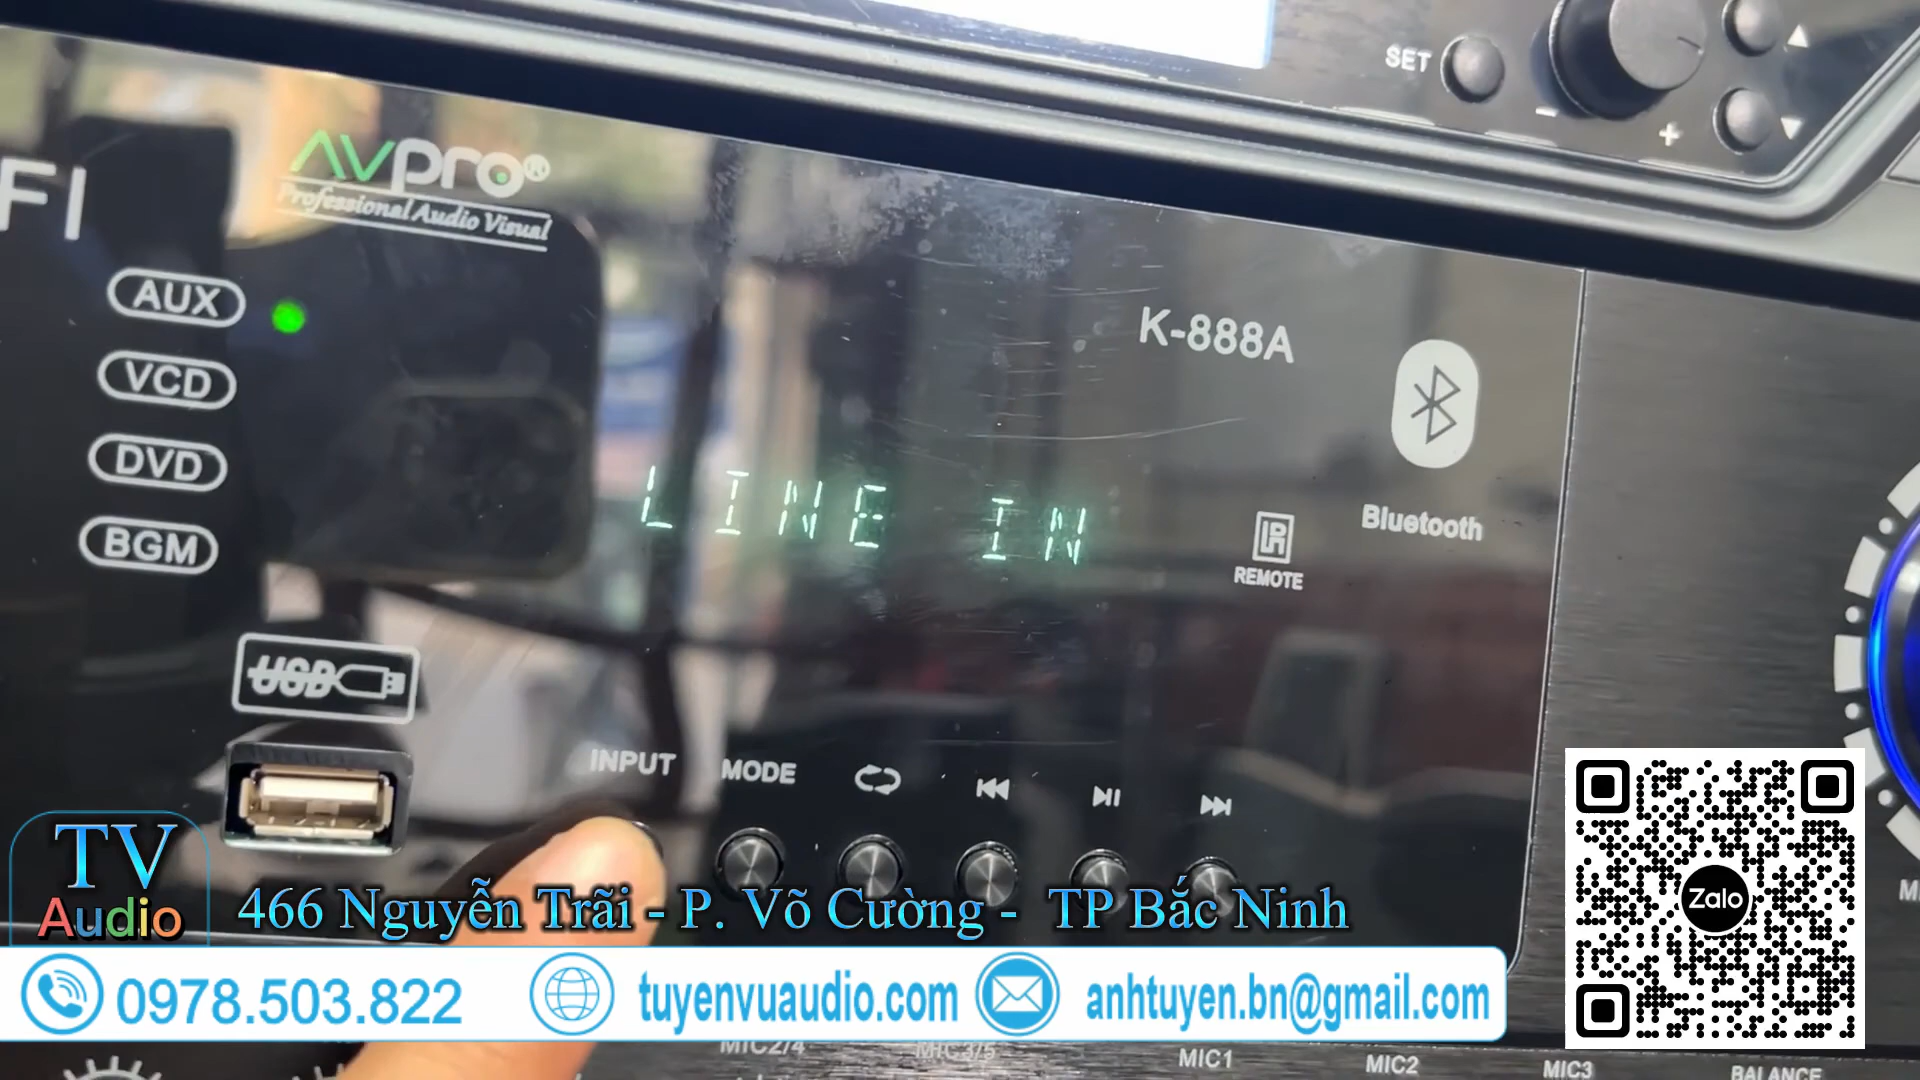 SET
- +
FI
AVpro®
Professional Audio Visual
AUX
VCD
DVD
BGM
K-888A
Bluetooth
LINE IN
IR
REMOTE
USB
INPUT MODE
TV
Audio
466 Nguyễn Trãi - P. Võ Cường - TP Bắc Ninh
0978.503.822
tuyenvuaudio.com
anhtuyen.bn@gmail.com
Zalo
MIC2/4
MIC3/5
MIC1
MIC2
MIC3
BALANCE